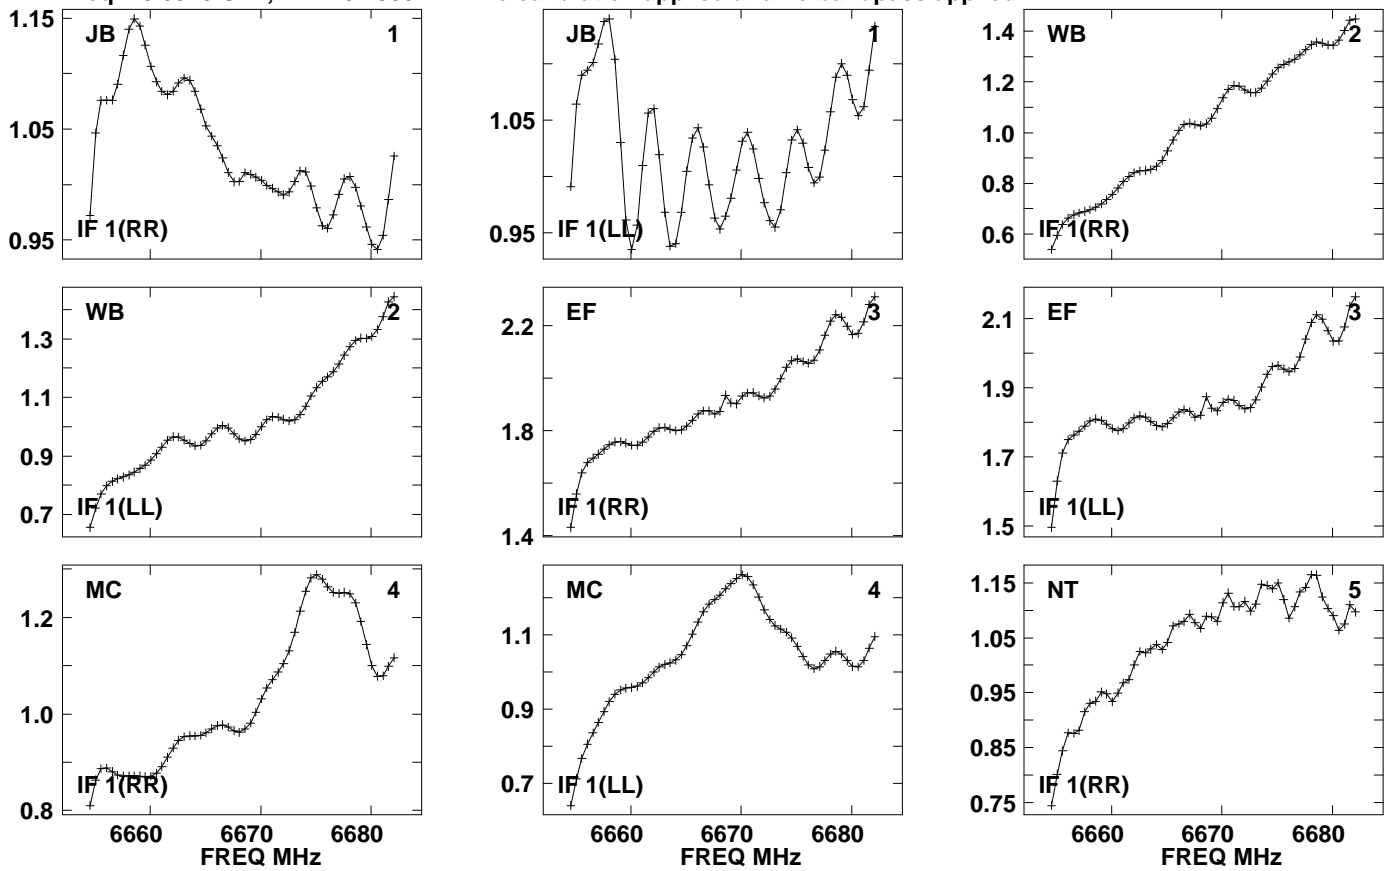 JB 1
1.15
1.05
0.95
IF 1(RR)
JB 1
1.05
0.95
IF 1(LL)
WB 2
1.4
1.2
1.0
0.8
0.6
IF 1(RR)
WB 2
1.3
1.1
0.9
0.7
IF 1(LL)
EF 3
2.2
1.8
1.4
IF 1(RR)
EF 3
2.1
1.9
1.7
1.5
IF 1(LL)
MC 4
1.2
1.0
0.8
IF 1(RR)
6660 6670 6680
FREQ MHz
MC 4
1.1
0.9
0.7
IF 1(LL)
6660 6670 6680
FREQ MHz
NT 5
1.15
1.05
0.95
0.85
0.75
IF 1(RR)
6660 6670 6680
FREQ MHz